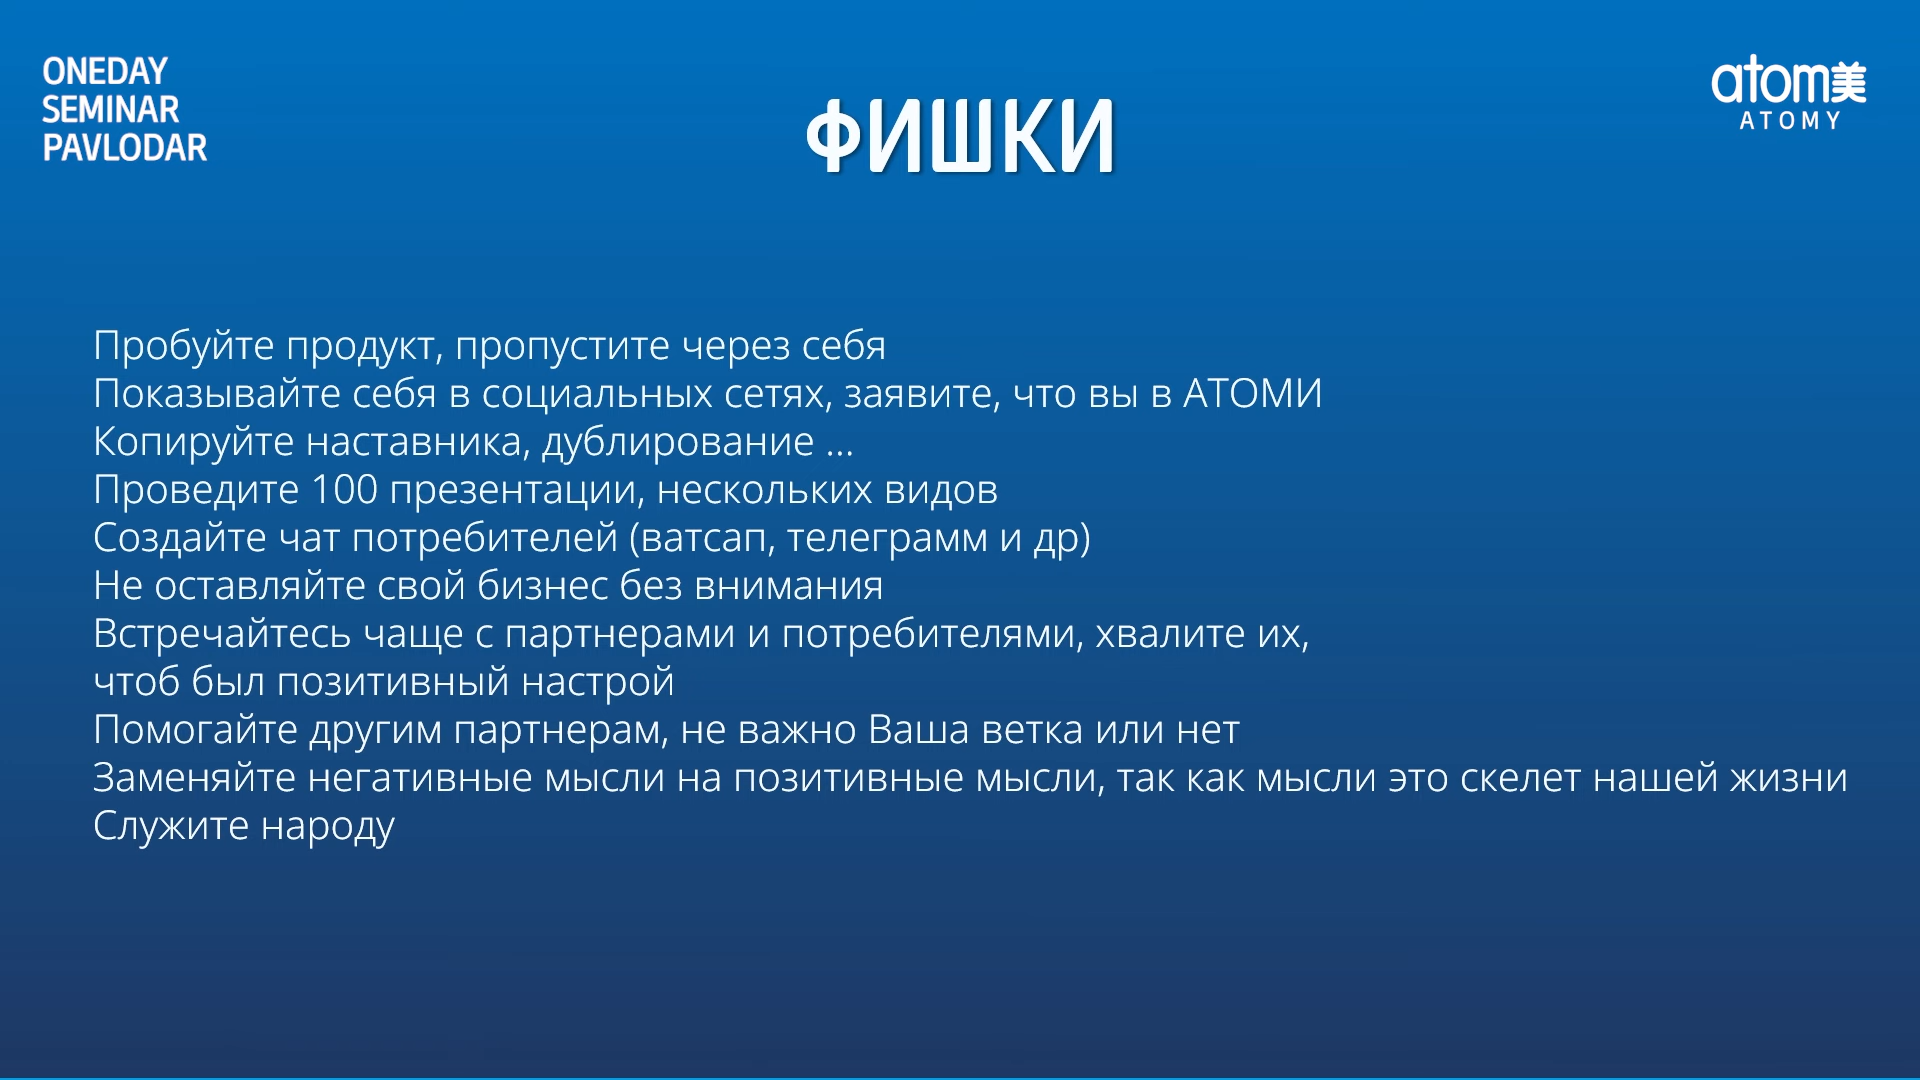 ONEDAY
SEMINAR
PAVLODAR
ФИШКИ
atom美
ATOMY
Пробуйте продукт, пропустите через себя
Показывайте себя в социальных сетях, заявите, что вы в АТОМИ
Копируйте наставника, дублирование ...
Проведите 100 презентации, нескольких видов
Создайте чат потребителей (ватсап, телеграмм и др)
Не оставляйте свой бизнес без внимания
Встречайтесь чаще с партнерами и потребителями, хвалите их,
чтоб был позитивный настрой
Помогайте другим партнерам, не важно Ваша ветка или нет
Заменяйте негативные мысли на позитивные мысли, так как мысли это скелет нашей жизни
Служите народу